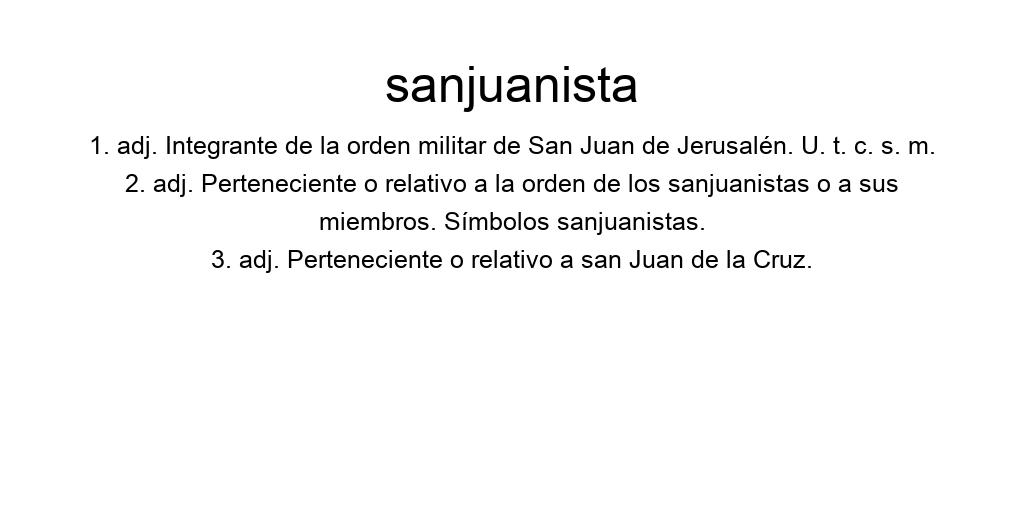 sanjuanista
1. adj. Integrante de la orden militar de San Juan de Jerusalén. U. t. c. s. m.
2. adj. Perteneciente o relativo a la orden de los sanjuanistas o a sus
miembros. Símbolos sanjuanistas.
3. adj. Perteneciente o relativo a san Juan de la Cruz.